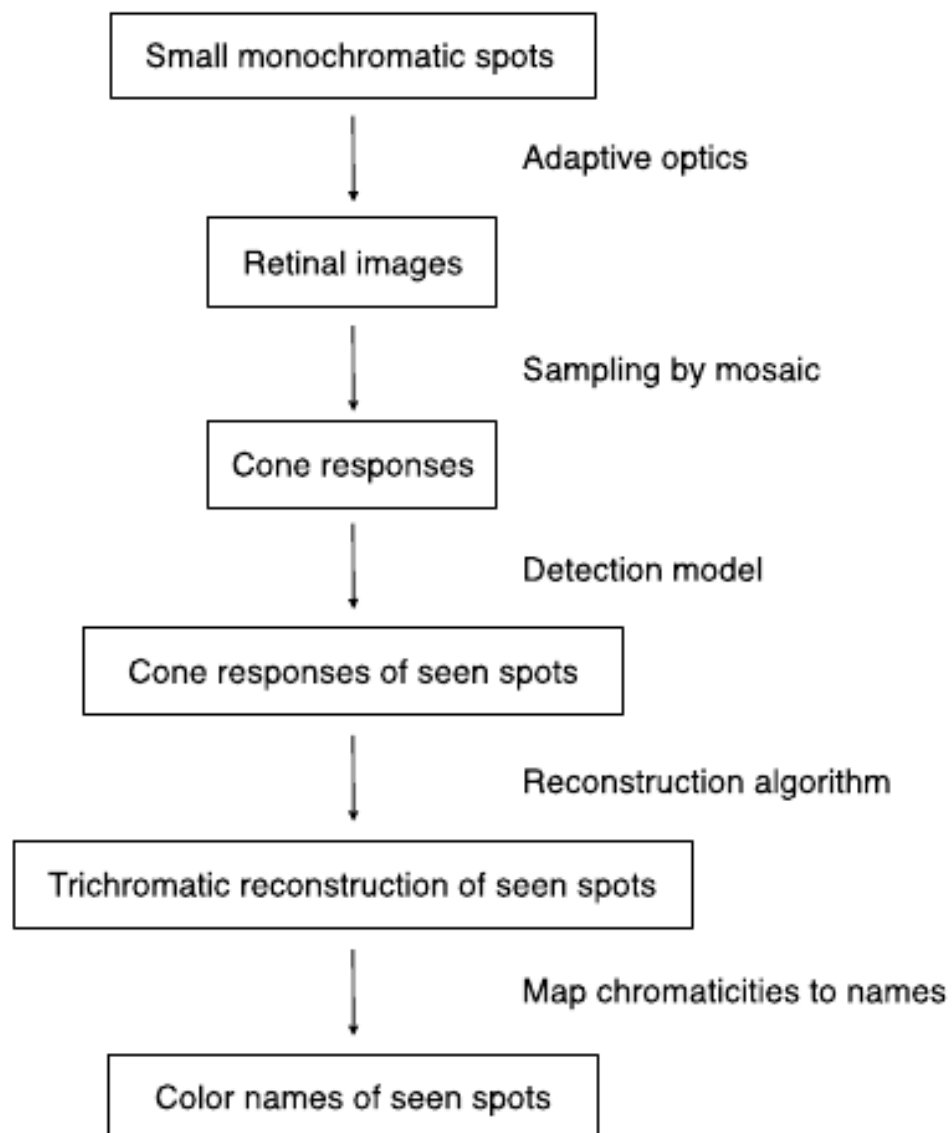 Small monochromatic spots
Adaptive optics
Retinal images
Sampling by mosaic
Cone responses
Detection model
Cone responses of seen spots
Reconstruction algorithm
Trichromatic reconstruction of seen spots
Map chromaticities to names
Color names of seen spots